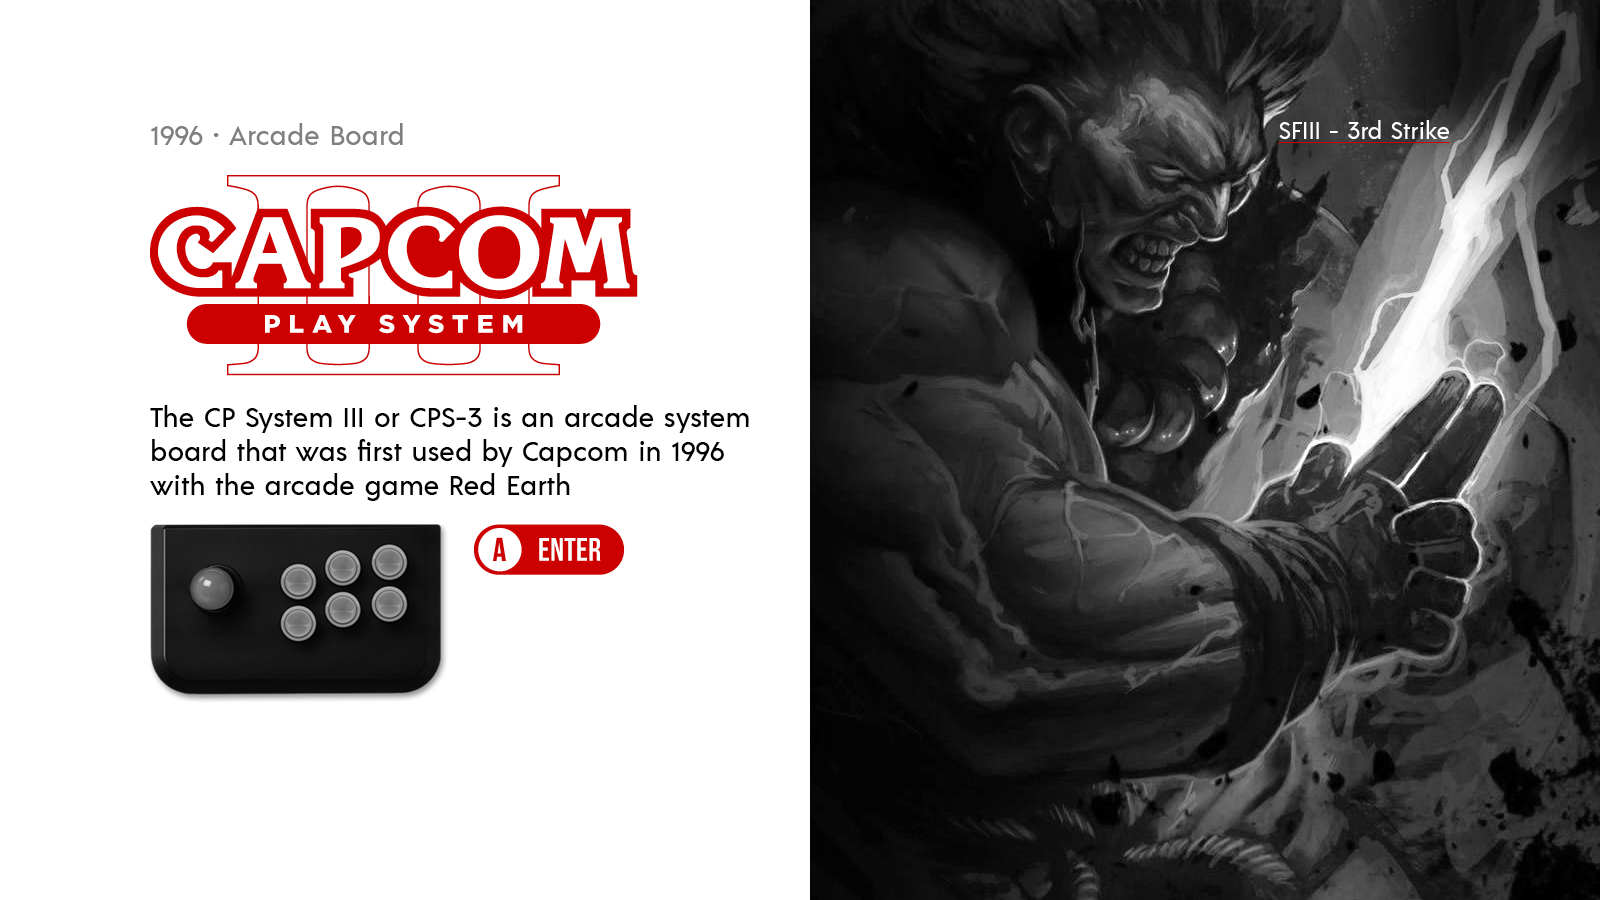 1996 · Arcade Board
III
CAPCOM
PLAY SYSTEM
The CP System III or CPS-3 is an arcade system
board that was first used by Capcom in 1996
with the arcade game Red Earth
A ENTER
SFIII - 3rd Strike